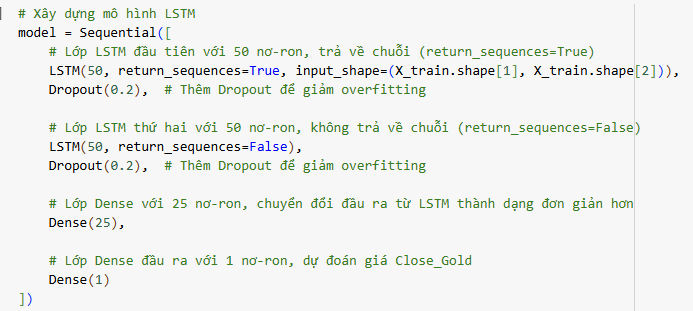 # Xây dựng mô hình LSTM
model = Sequential([
    # Lớp LSTM đầu tiên với 50 nơ-ron, trả về chuỗi (return_sequences=True)
    LSTM(50, return_sequences=True, input_shape=(X_train.shape[1], X_train.shape[2])),
    Dropout(0.2),  # Thêm Dropout để giảm overfitting

    # Lớp LSTM thứ hai với 50 nơ-ron, không trả về chuỗi (return_sequences=False)
    LSTM(50, return_sequences=False),
    Dropout(0.2),  # Thêm Dropout để giảm overfitting

    # Lớp Dense với 25 nơ-ron, chuyển đổi đầu ra từ LSTM thành dạng đơn giản hơn
    Dense(25),

    # Lớp Dense đầu ra với 1 nơ-ron, dự đoán giá Close_Gold
    Dense(1)
])